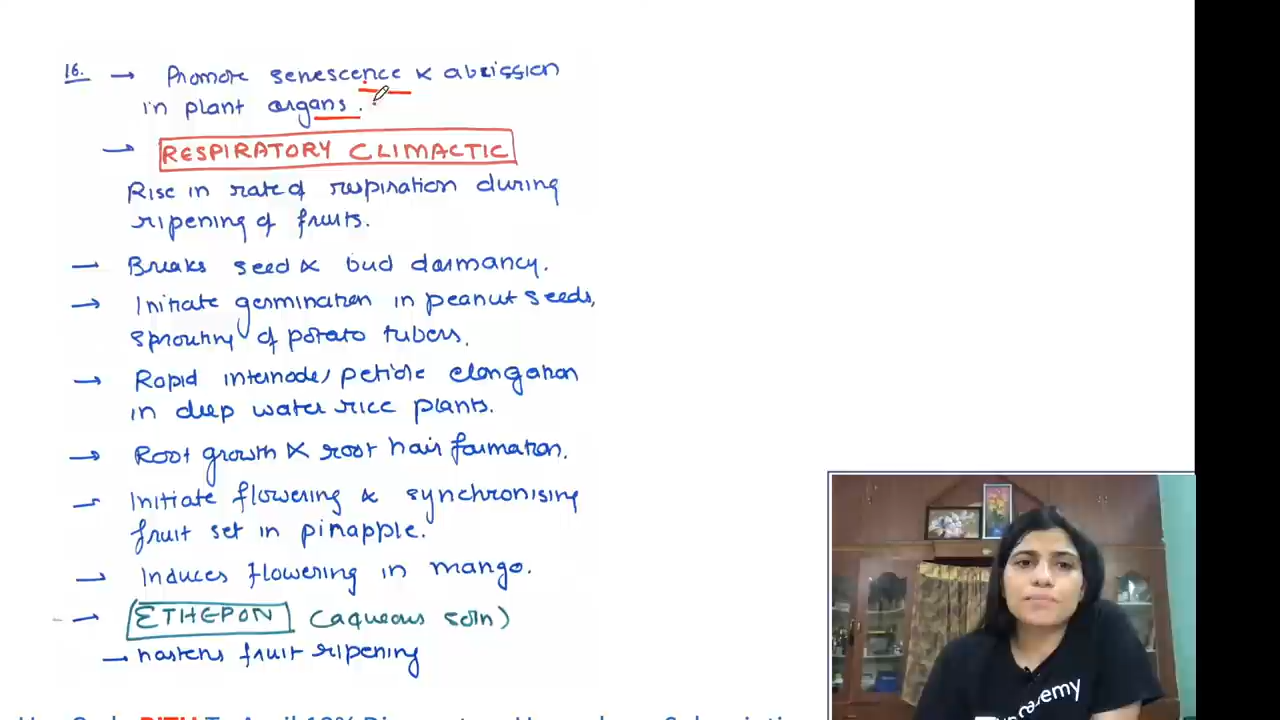 16. → Promote senescence & abscission
in plant organs.
→ RESPIRATORY CLIMACTIC
Rise in rate of respiration during
ripening of fruits.
→ Breaks seed & bud dormancy.
→ Initiate germination in peanut seeds,
sprouting of potato tubers.
→ Rapid internode/petiole elongation
in deep water rice plants.
→ Root growth & root hair formation.
→ Initiate flowering & synchronising
fruit set in pinapple.
→ Induces flowering in mango.
→ ETHEPON (aqueous soln)
→ hastens fruit ripening